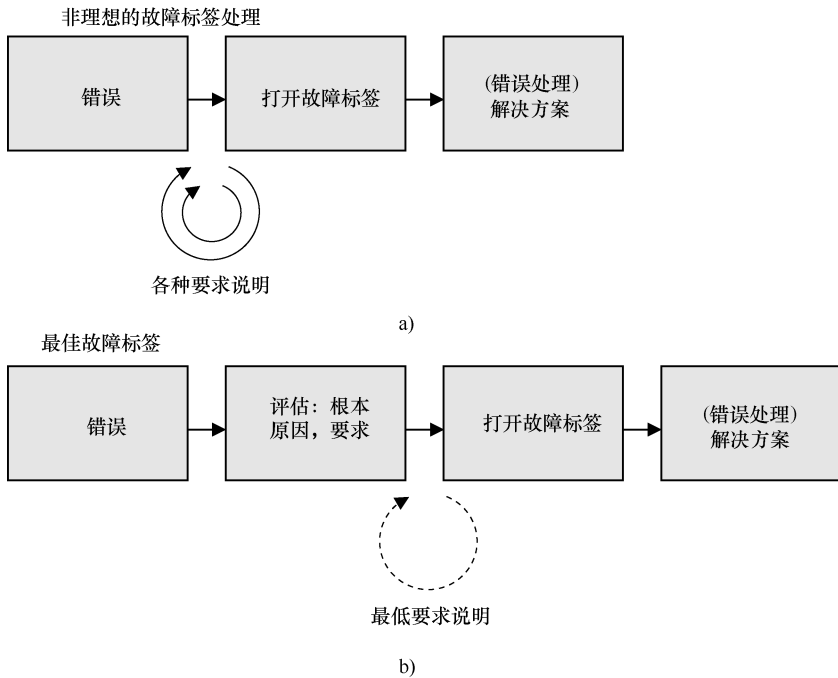 非理想的故障标签处理
错误
打开故障标签
(错误处理)
解决方案
各种要求说明
a)
最佳故障标签
错误
评估：根本
原因，要求
打开故障标签
(错误处理)
解决方案
最低要求说明
b)